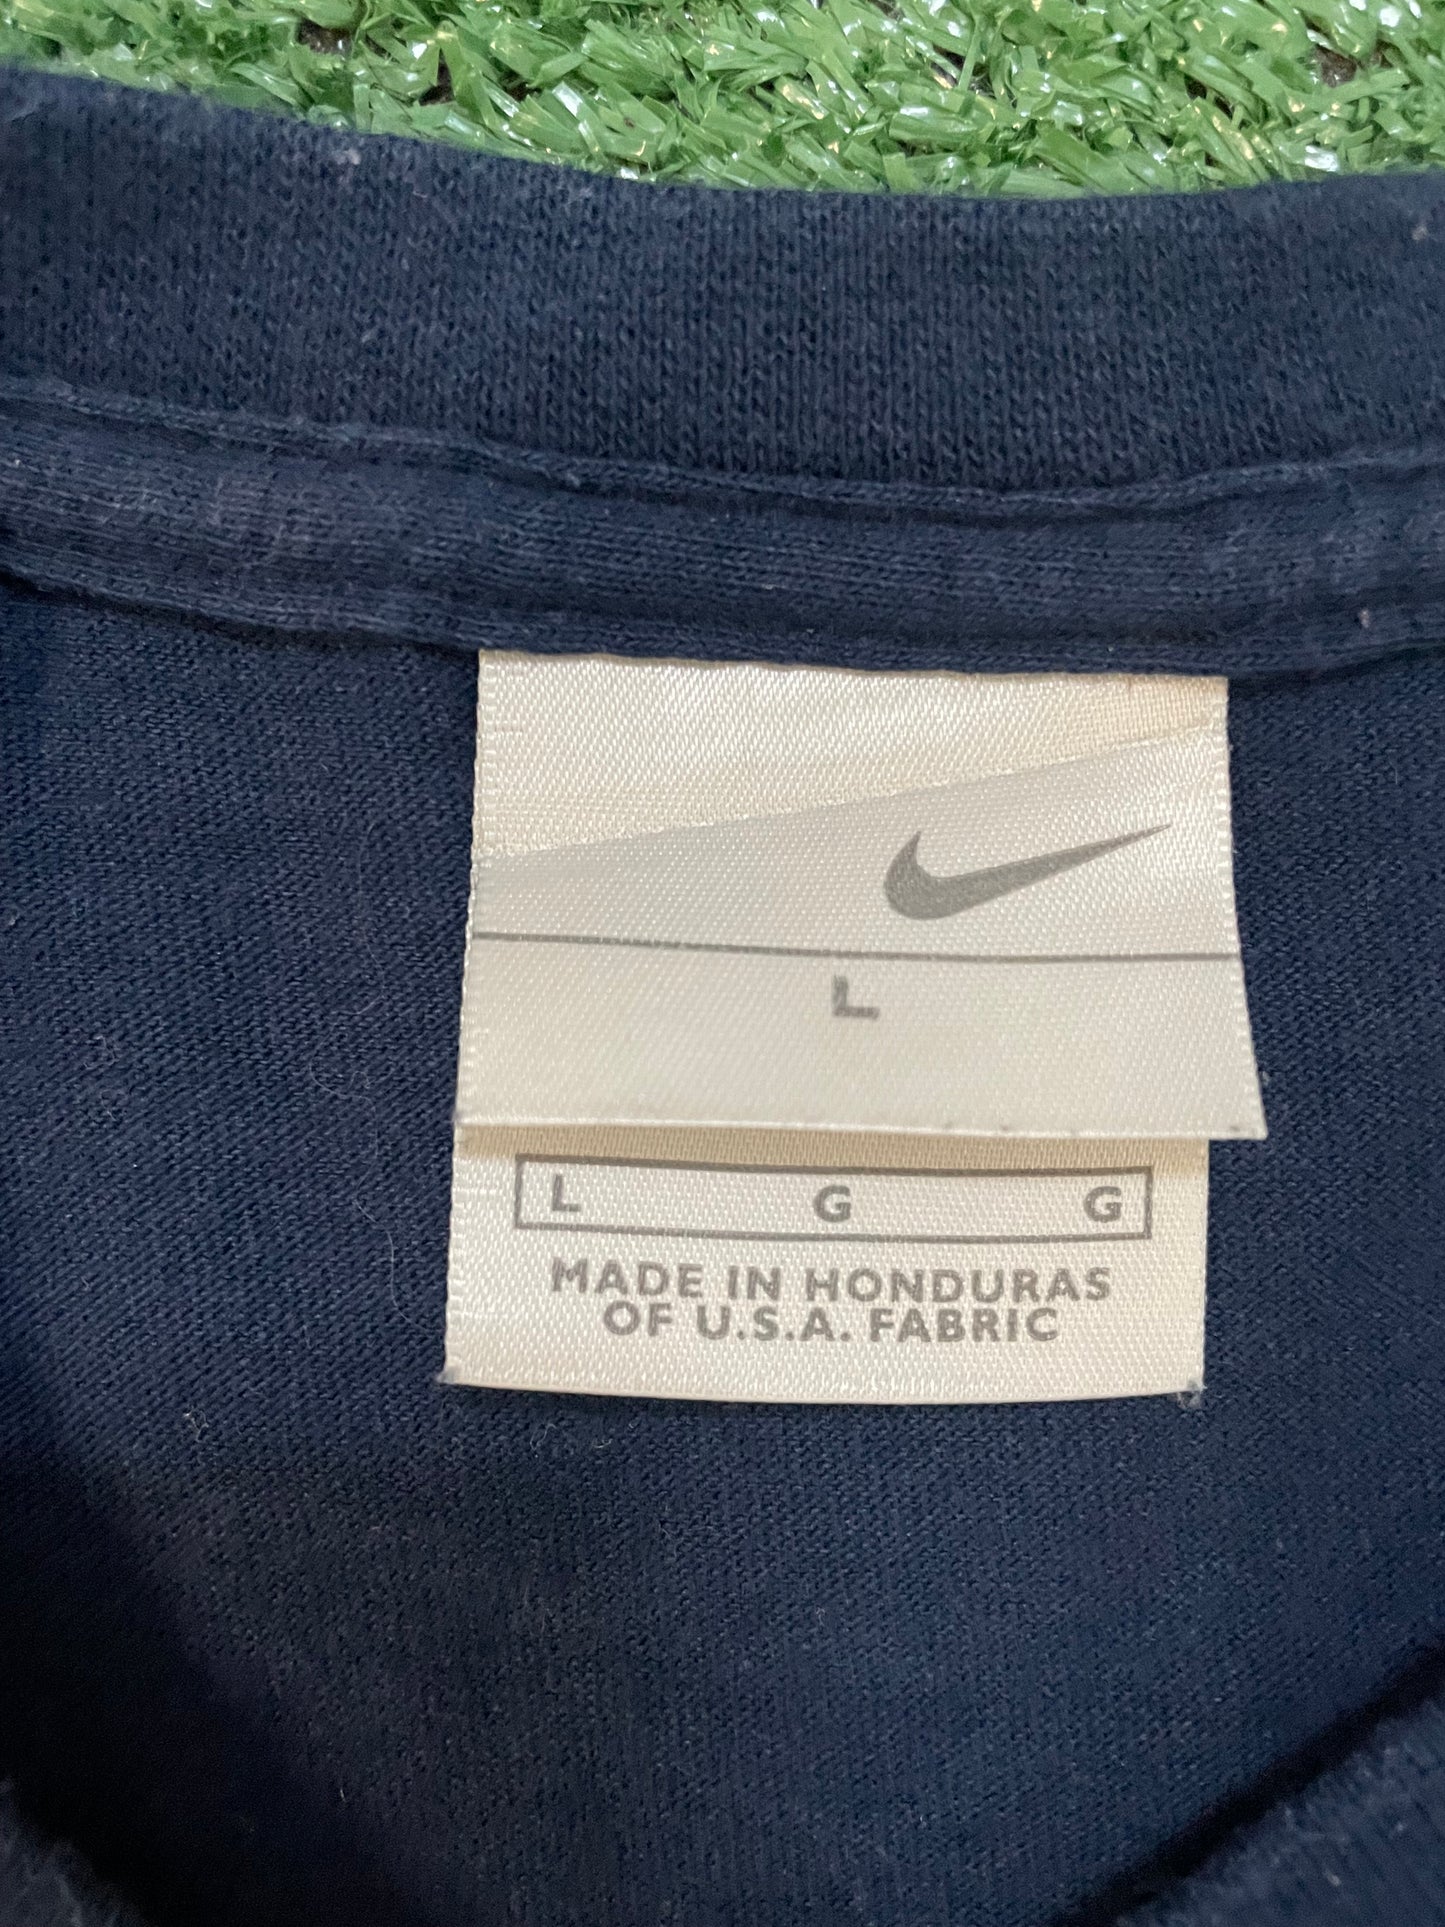 L
L G G
MADE IN HONDURAS
OF U.S.A. FABRIC